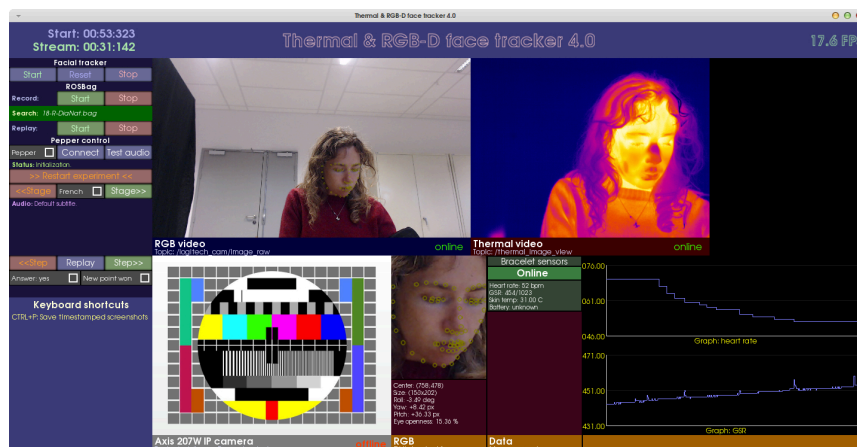 Thermal & RGB-D face tracker 4.0
Start: 00:53:323
Stream: 00:31:142
Thermal & RGB-D face tracker 4.0
17.6 FP
Facial tracker
Start Reset Stop
ROSBag
Record: Start Stop
Search: 18-R-DiaNat.bag
Replay: Start Stop
Pepper control
Pepper Connect Test audio
Status: Initialization.
>> Restart experiment <<
<<Stage French Stage>>
Audio: Default subtitle.
<<Step Replay Step>>
Answer: yes New point won
Keyboard shortcuts
CTRL+P: Save timestamped screenshots
RGB video
Topic: /logitech_cam/image_raw
online
Thermal video
Topic: /thermal_image_view
online
Axis 207W IP camera
offline
Center: (758,478)
Size: (150x202)
Roll: -3.49 deg
Yaw: +8.42 px
Pitch: +36.33 px
Eye openness: 15.36 %
RGB
Bracelet sensors
Online
Heart rate: 52 bpm
GSR: 454/1023
Skin temp: 31.00 C
Battery: unknown
Data
076.00
061.00
046.00
Graph: heart rate
471.00
451.00
431.00
Graph: GSR